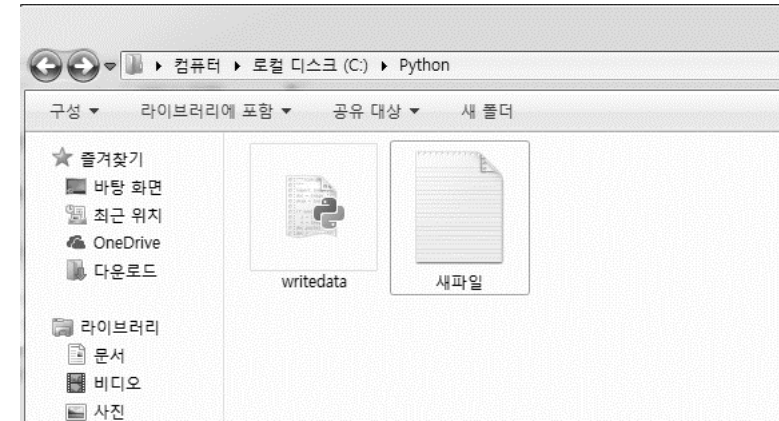 컴퓨터 ▸ 로컬 디스크 (C:) ▸ Python
구성 ▾ 라이브러리에 포함 ▾ 공유 대상 ▾ 새 폴더
즐겨찾기
바탕 화면
최근 위치
OneDrive
다운로드
writedata 새파일
라이브러리
문서
비디오
사진